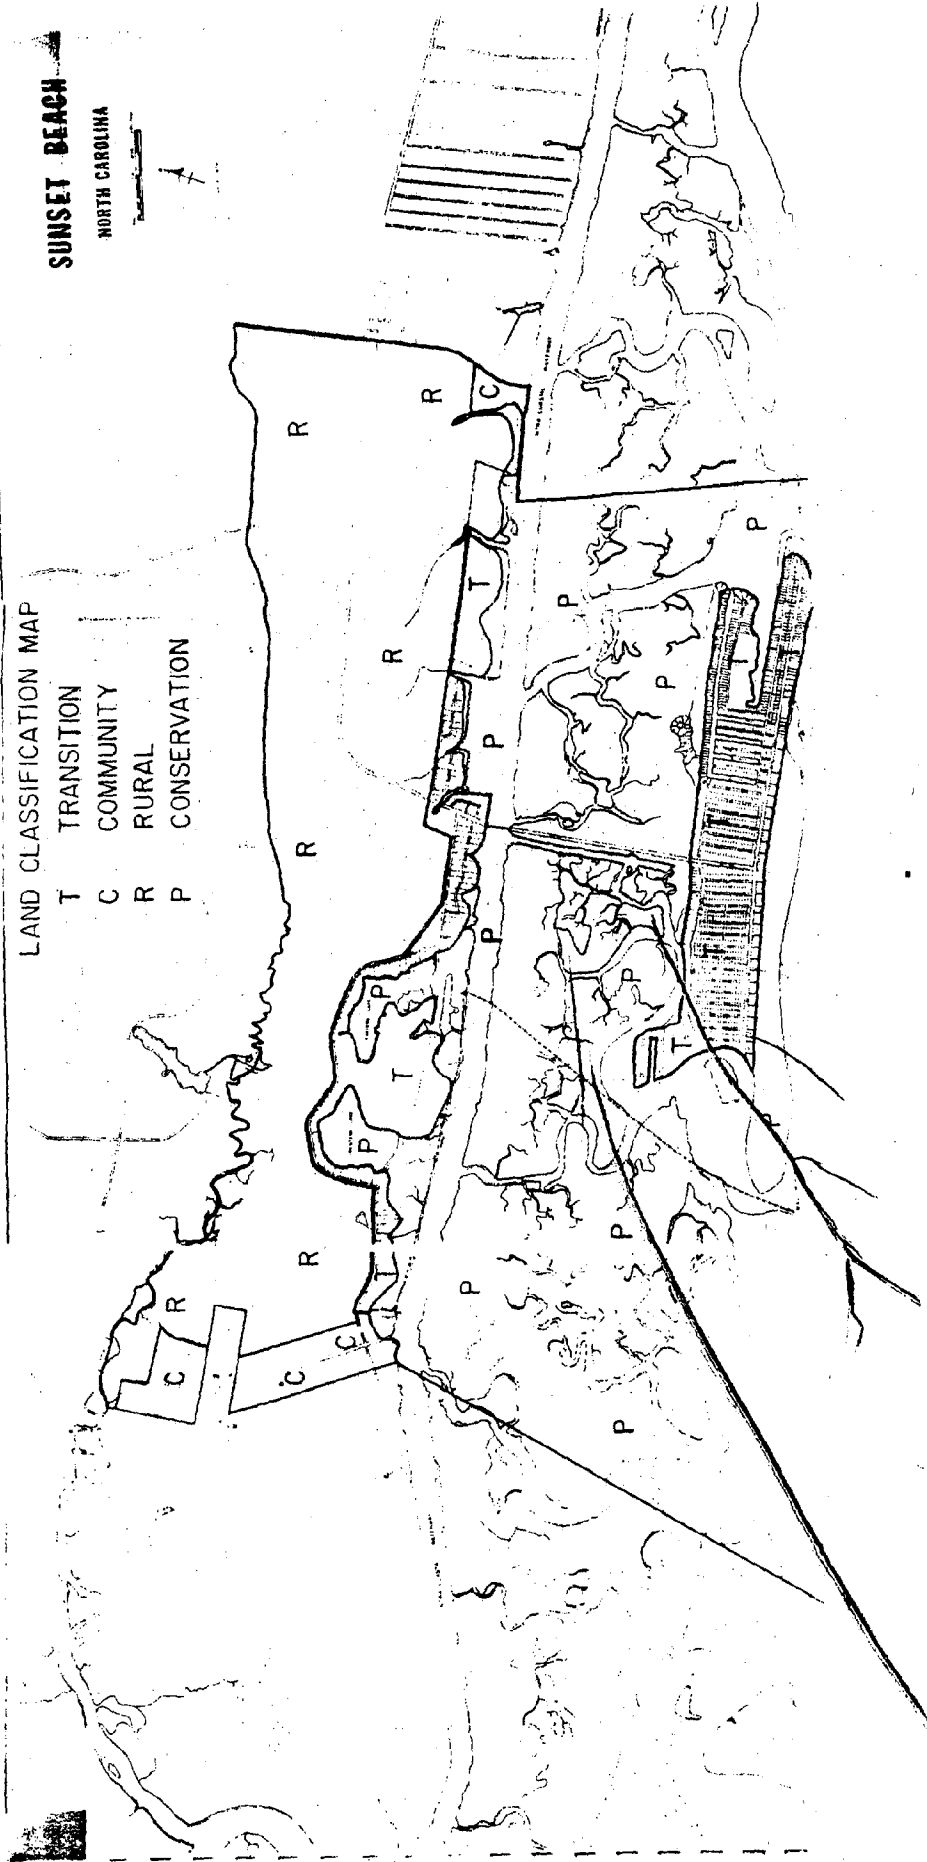 SUNSET BEACH
NORTH CAROLINA
LAND CLASSIFICATION MAP
T TRANSITION
C COMMUNITY
R RURAL
P CONSERVATION
R
R
C
R
T
P
P
P
P
R
P
T
P
T
P
P
T
T
T
T
R
R
C
C
C
T
P
P
P